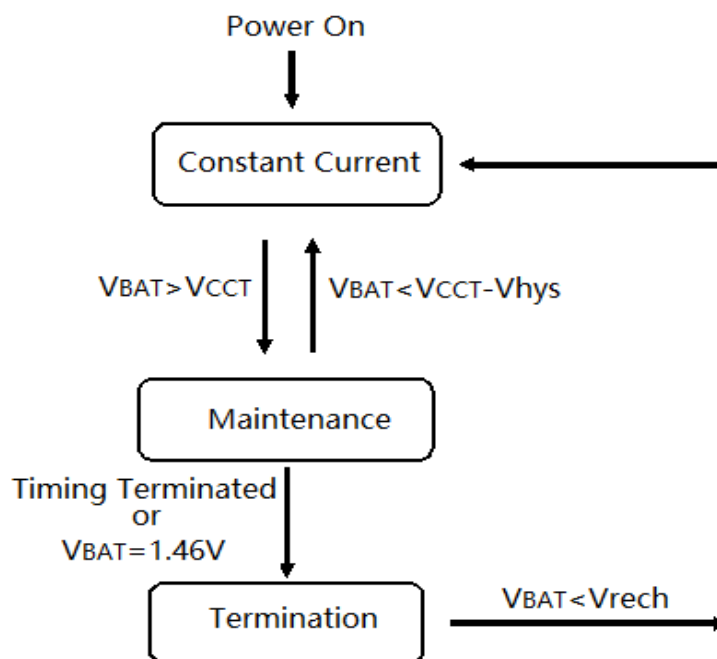 Power On
Constant Current
VBAT>VCCT
VBAT<VCCT-Vhys
Maintenance
Timing Terminated
or
VBAT=1.46V
Termination
VBAT<Vrech